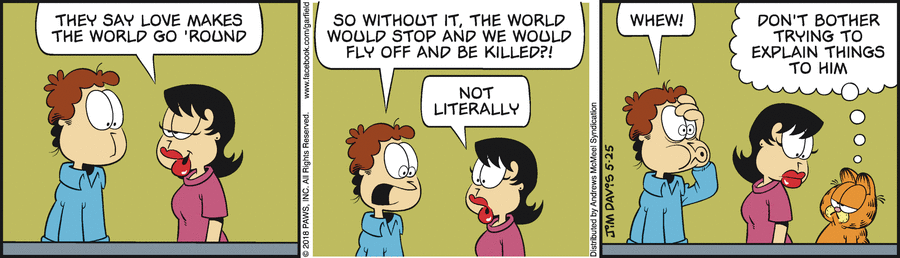 THEY SAY LOVE MAKES
THE WORLD GO 'ROUND
www.facebook.com/garfield
© 2018 PAWS, INC. All Rights Reserved.
SO WITHOUT IT, THE WORLD
WOULD STOP AND WE WOULD
FLY OFF AND BE KILLED?!
NOT
LITERALLY
Distributed by Andrews McMeel Syndication
JIM DAVIS 5·25
WHEW!
DON'T BOTHER
TRYING TO
EXPLAIN THINGS
TO HIM